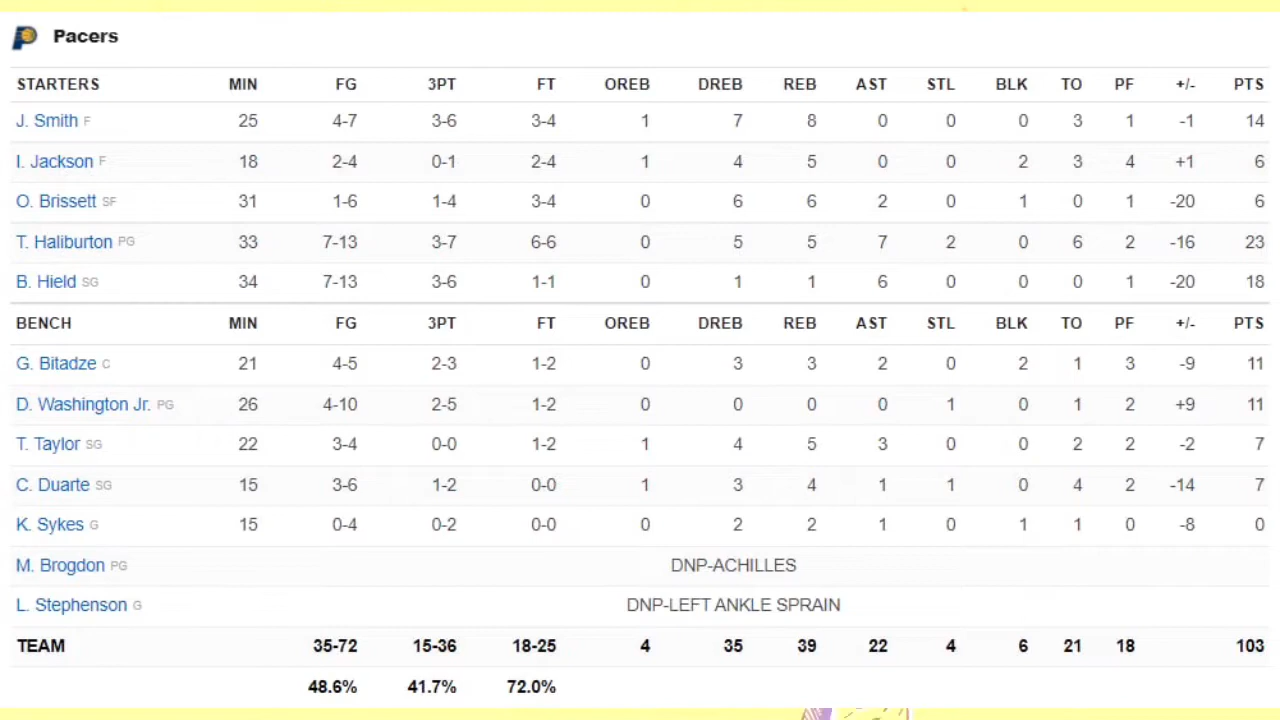 Pacers
STARTERS MIN FG 3PT FT OREB DREB REB AST STL BLK TO PF +/- PTS
J. Smith F 25 4-7 3-6 3-4 1 7 8 0 0 0 3 1 -1 14
I. Jackson F 18 2-4 0-1 2-4 1 4 5 0 0 2 3 4 +1 6
O. Brissett SF 31 1-6 1-4 3-4 0 6 6 2 0 1 0 1 -20 6
T. Haliburton PG 33 7-13 3-7 6-6 0 5 5 7 2 0 6 2 -16 23
B. Hield SG 34 7-13 3-6 1-1 0 1 1 6 0 0 0 1 -20 18
BENCH MIN FG 3PT FT OREB DREB REB AST STL BLK TO PF +/- PTS
G. Bitadze C 21 4-5 2-3 1-2 0 3 3 2 0 2 1 3 -9 11
D. Washington Jr. PG 26 4-10 2-5 1-2 0 0 0 0 1 0 1 2 +9 11
T. Taylor SG 22 3-4 0-0 1-2 1 4 5 3 0 0 2 2 -2 7
C. Duarte SG 15 3-6 1-2 0-0 1 3 4 1 1 0 4 2 -14 7
K. Sykes G 15 0-4 0-2 0-0 0 2 2 1 0 1 1 0 -8 0
M. Brogdon PG DNP-ACHILLES
L. Stephenson G DNP-LEFT ANKLE SPRAIN
TEAM 35-72 15-36 18-25 4 35 39 22 4 6 21 18 103
48.6% 41.7% 72.0%